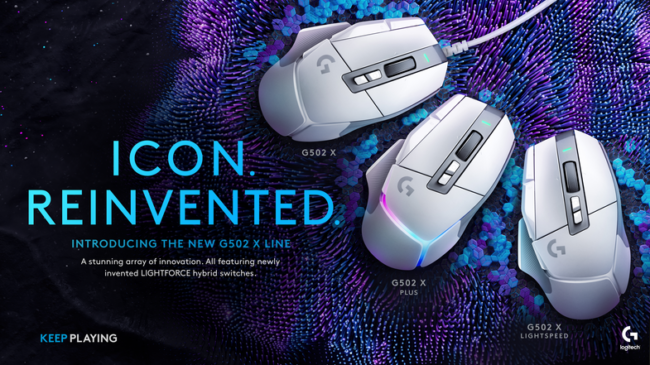 ICON.
REINVENTED.
INTRODUCING THE NEW G502 X LINE
A stunning array of innovation. All featuring newly
invented LIGHTFORCE hybrid switches.
KEEP PLAYING
G502 X
G502 X
PLUS
G502 X
LIGHTSPEED
logitech